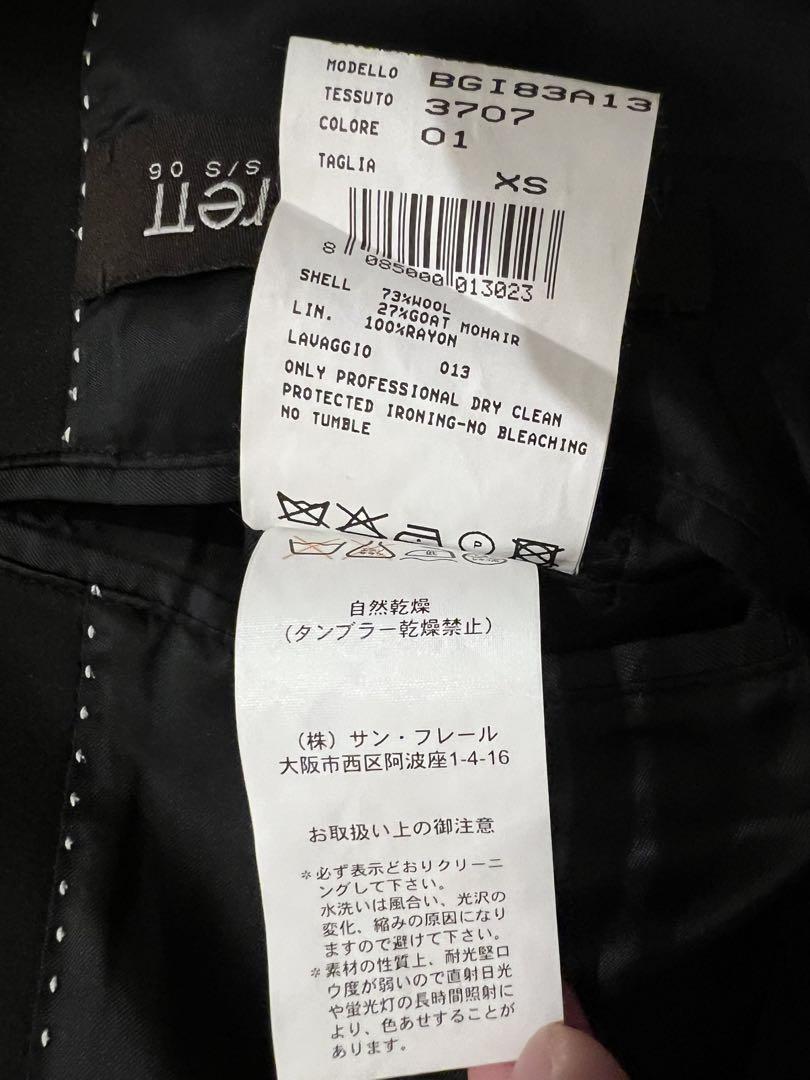 MODELLO BGI83A13
TESSUTO 3707
COLORE 01
TAGLIA XS
8 085000 013023
SHELL 73%WOOL
27%GOAT MOHAIR
LIN. 100%RAYON
LAVAGGIO 013
ONLY PROFESSIONAL DRY CLEAN
PROTECTED IRONING-NO BLEACHING
NO TUMBLE
P
S/S 06
自然乾燥
(タンブラー乾燥禁止)
(株) サン・フレール
大阪市西区阿波座1-4-16
お取扱い上の御注意
※必ず表示どおりクリーニ
ングして下さい。
水洗いは風合い、光沢の
変化、縮みの原因になり
ますので避けて下さい。
※素材の性質上、耐光堅ロ
ウ度が弱いので直射日光
や蛍光灯の長時間照射に
より、色あせすることが
あります。